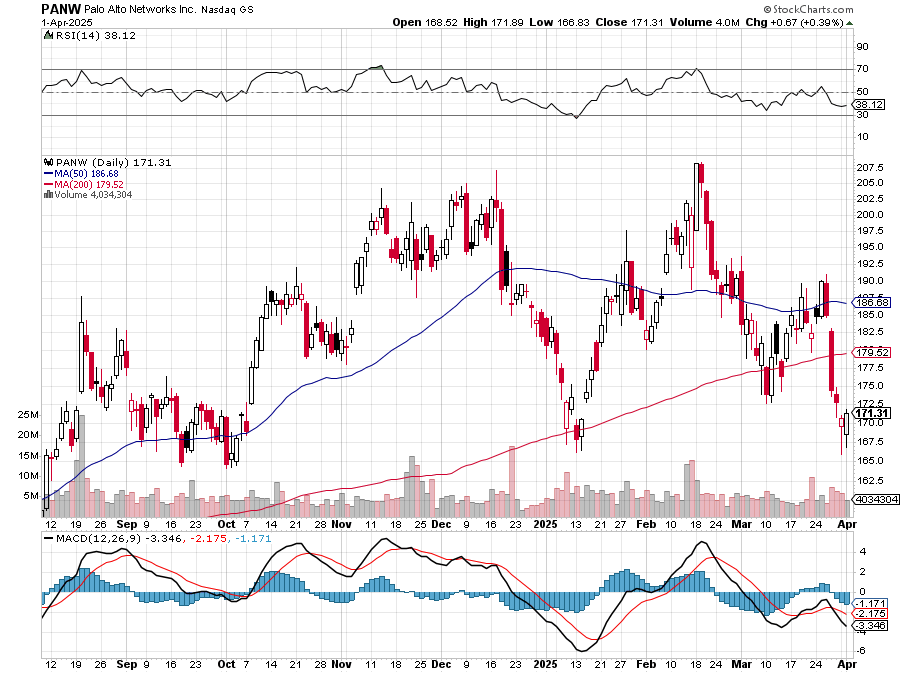 PANW Palo Alto Networks Inc. Nasdaq GS
© StockCharts.com
1-Apr-2025
Open 168.52 High 171.89 Low 166.83 Close 171.31 Volume 4.0M Chg +0.67 (+0.39%)
RSI(14) 38.12
90
70
50
38.12
30
10
PANW (Daily) 171.31
MA(50) 186.68
MA(200) 179.52
Volume 4,034,304
207.5
205.0
202.5
200.0
197.5
195.0
192.5
190.0
186.68
185.0
182.5
179.52
177.5
175.0
172.5
171.31
170.0
167.5
165.0
162.5
4034304
25M
20M
15M
10M
5M
12 19 26 Sep 9 16 23 Oct 7 14 21 28 Nov 11 18 25 Dec 9 16 23 2025 13 21 27 Feb 10 18 24 Mar 10 17 24 Apr
MACD(12,26,9) -3.346, -2.175, -1.171
4
2
0
-1.171
-2.175
-3.346
-4
-6
12 19 26 Sep 9 16 23 Oct 7 14 21 28 Nov 11 18 25 Dec 9 16 23 2025 13 21 27 Feb 10 18 24 Mar 10 17 24 Apr